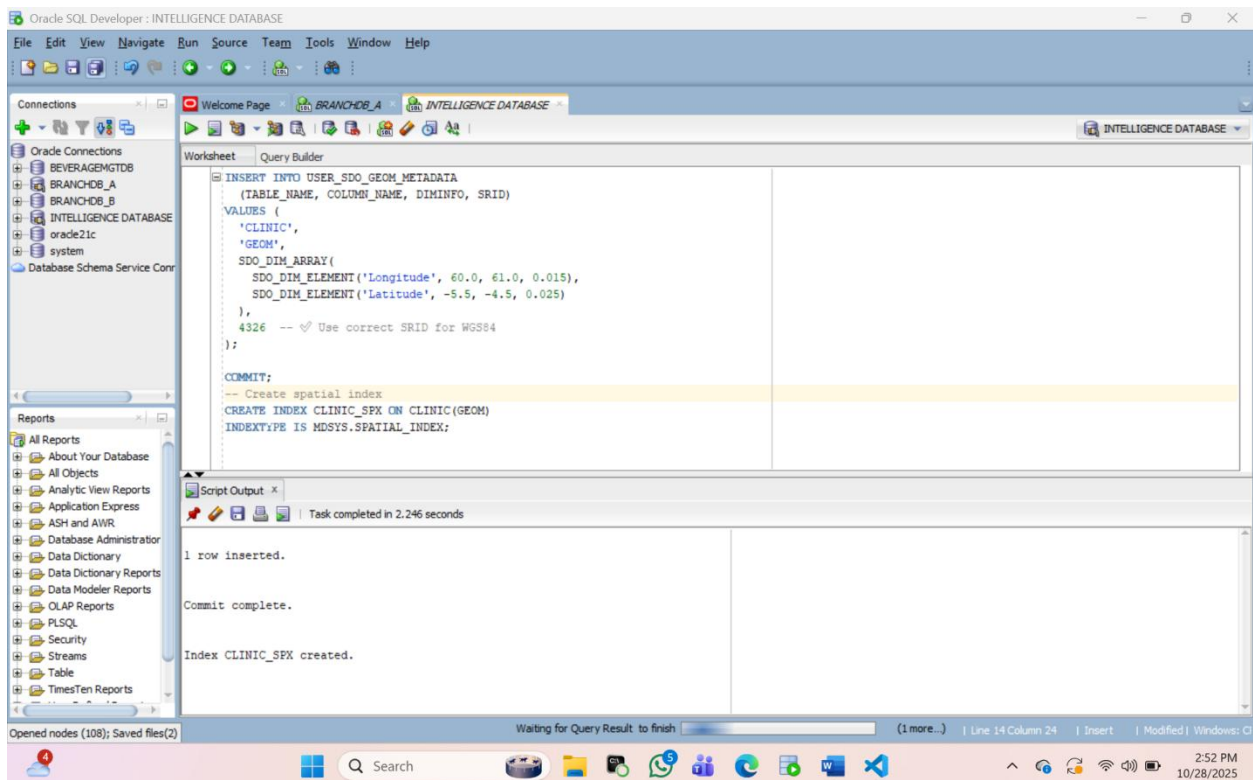 Oracle SQL Developer : INTELLIGENCE DATABASE
File Edit View Navigate Run Source Team Tools Window Help
Connections
Oracle Connections
BEVERAGEMGTDB
BRANCHDB_A
BRANCHDB_B
INTELLIGENCE DATABASE
oracle21c
system
Database Schema Service Conr
Welcome Page BRANCHDB_A INTELLIGENCE DATABASE
INTELLIGENCE DATABASE
Worksheet Query Builder
INSERT INTO USER_SDO_GEOM_METADATA
(TABLE_NAME, COLUMN_NAME, DIMINFO, SRID)
VALUES (
'CLINIC',
'GEOM',
SDO_DIM_ARRAY(
SDO_DIM_ELEMENT('Longitude', 60.0, 61.0, 0.015),
SDO_DIM_ELEMENT('Latitude', -5.5, -4.5, 0.025)
),
4326 -- ✅ Use correct SRID for WGS84
);
COMMIT;
-- Create spatial index
CREATE INDEX CLINIC_SPX ON CLINIC(GEOM)
INDEXTYPE IS MDSYS.SPATIAL_INDEX;
Reports
All Reports
About Your Database
All Objects
Analytic View Reports
Application Express
ASH and AWR
Database Administration
Data Dictionary
Data Dictionary Reports
Data Modeler Reports
OLAP Reports
PLSQL
Security
Streams
Table
TimesTen Reports
Script Output
Task completed in 2.246 seconds
1 row inserted.
Commit complete.
Index CLINIC_SPX created.
Opened nodes (108); Saved files(2)
Waiting for Query Result to finish
(1 more...) | Line 14 Column 24 | Insert | Modified | Windows: C
4
Search
5
2:52 PM
10/28/2025